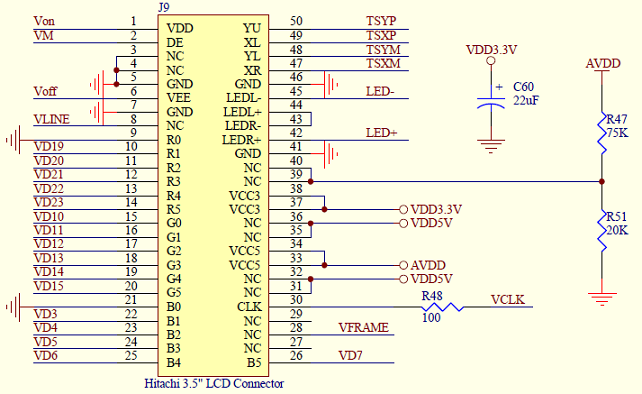 J9
Von 1 VDD YU 50 TSYP
VM 2 DE XL 49 TSXP
3 NC YL 48 TSYM
4 NC XR 47 TSXM
5 GND GND 46
Voff 6 VEE LEDL- 45 LED-
7 GND LEDL+ 44
VLINE 8 NC LEDR- 43
9 R0 LEDR+ 42 LED+
VD19 10 R1 GND 41
VD20 11 R2 NC 40
VD21 12 R3 NC 39
VD22 13 R4 VCC3 38
VD23 14 R5 VCC3 37 VDD3.3V
VD10 15 G0 NC 36 VDD5V
VD11 16 G1 NC 35
VD12 17 G2 VCC5 34
VD13 18 G3 VCC5 33 AVDD
VD14 19 G4 NC 32 VDD5V
VD15 20 G5 NC 31
21 B0 CLK 30 R48 100 VCLK
VD3 22 B1 NC 29
VD4 23 B2 NC 28 VFRAME
VD5 24 B3 NC 27
VD6 25 B4 B5 26 VD7
Hitachi 3.5" LCD Connector
VDD3.3V
+ C60
22uF
AVDD
R47
75K
R51
20K